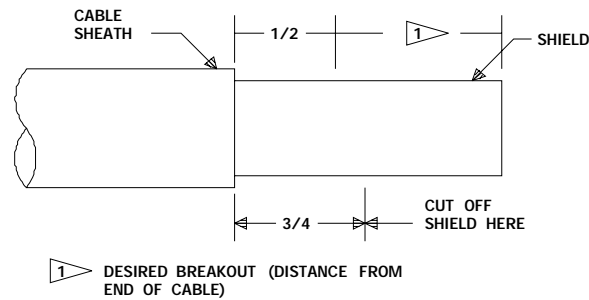 CABLE
SHEATH
1/2
1
SHIELD
3/4
CUT OFF
SHIELD HERE
1 DESIRED BREAKOUT (DISTANCE FROM
END OF CABLE)